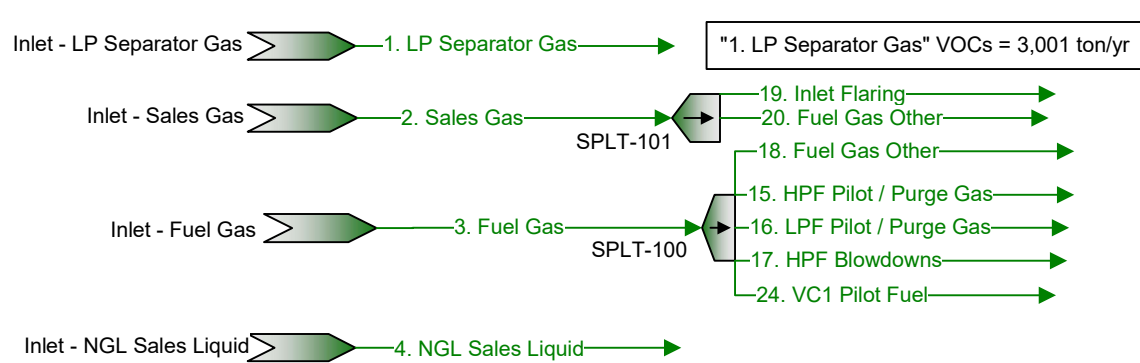 Inlet - LP Separator Gas
1. LP Separator Gas
"1. LP Separator Gas" VOCs = 3,001 ton/yr
Inlet - Sales Gas
2. Sales Gas
SPLT-101
19. Inlet Flaring
20. Fuel Gas Other
Inlet - Fuel Gas
3. Fuel Gas
SPLT-100
18. Fuel Gas Other
15. HPF Pilot / Purge Gas
16. LPF Pilot / Purge Gas
17. HPF Blowdowns
24. VC1 Pilot Fuel
Inlet - NGL Sales Liquid
4. NGL Sales Liquid